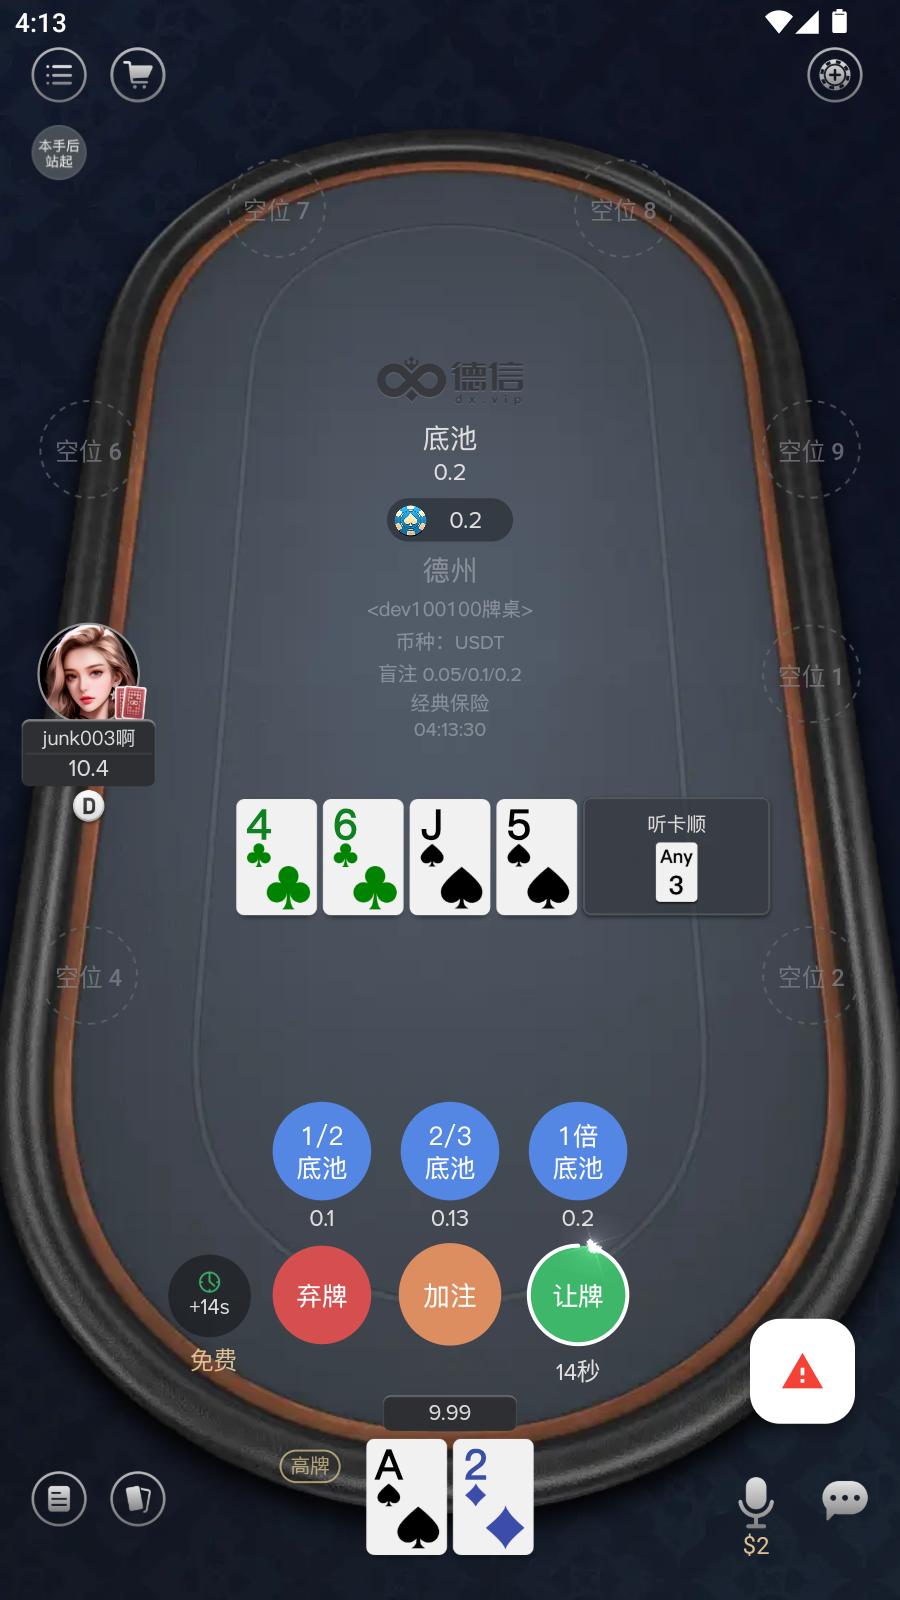 4:13
本手后
站起
空位 7
空位 8
德信
dx.vip
底池
0.2
0.2
空位 6
空位 9
德州
<dev100100牌桌>
币种：USDT
盲注 0.05/0.1/0.2
经典保险
04:13:30
空位 1
junk003啊
10.4
D
4
6
J
5
听卡顺
Any
3
空位 4
空位 2
1/2
底池
2/3
底池
1倍
底池
0.1
0.13
0.2
+14s
免费
弃牌
加注
让牌
14秒
9.99
高牌
A
2
$2